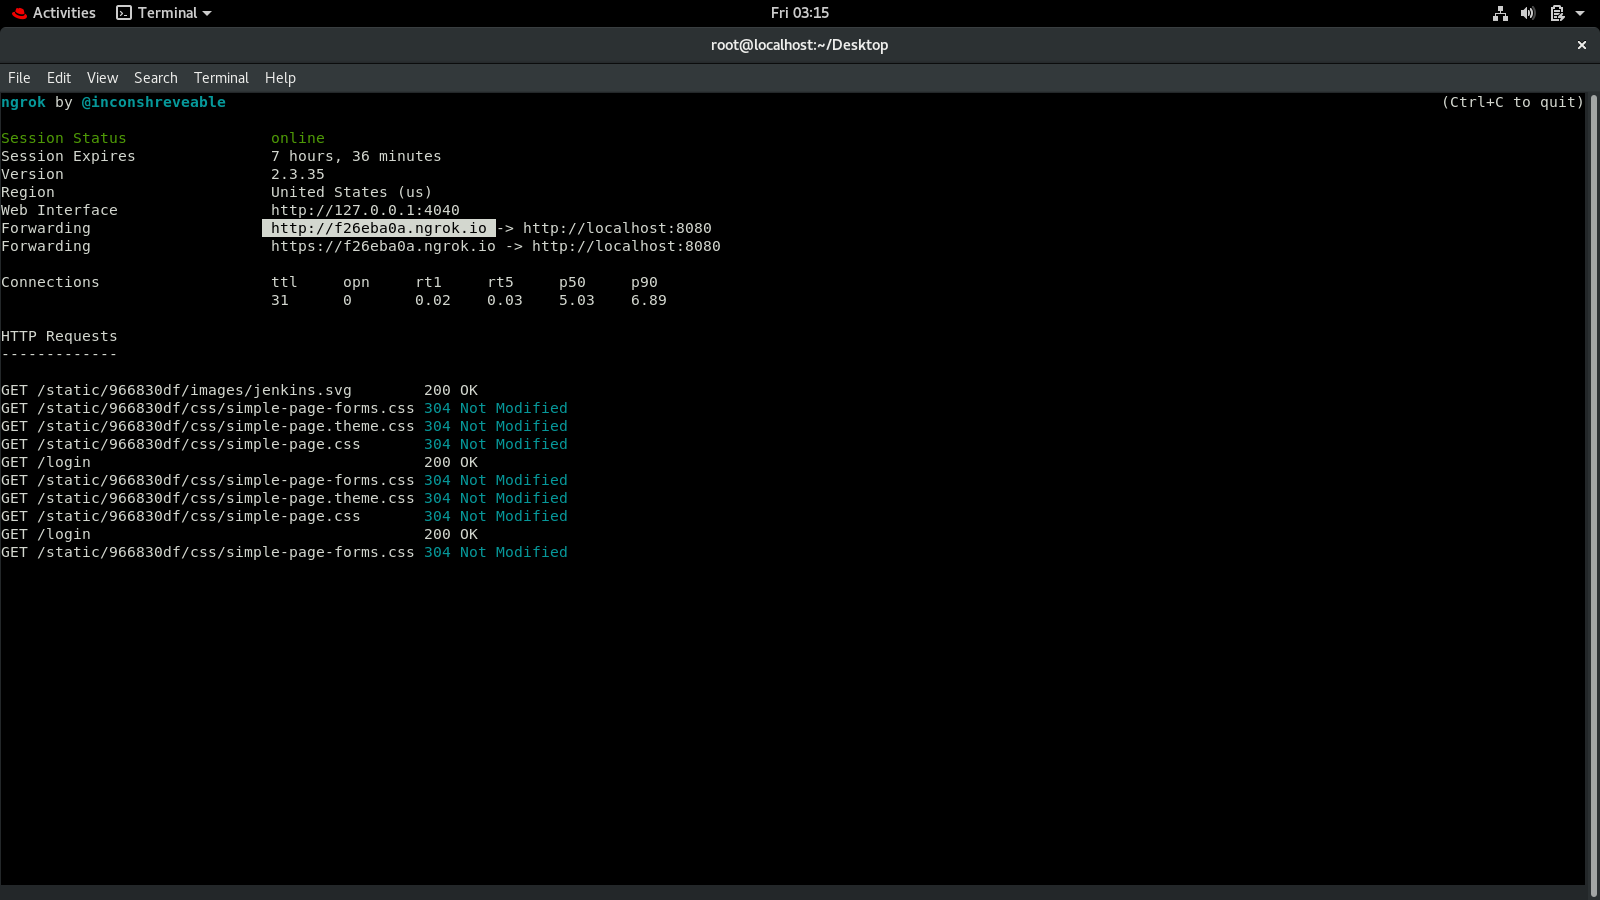 Activities Terminal Fri 03:15
root@localhost:~/Desktop ×
File Edit View Search Terminal Help
ngrok by @inconshreveable (Ctrl+C to quit)
Session Status online
Session Expires 7 hours, 36 minutes
Version 2.3.35
Region United States (us)
Web Interface http://127.0.0.1:4040
Forwarding http://f26eba0a.ngrok.io -> http://localhost:8080
Forwarding https://f26eba0a.ngrok.io -> http://localhost:8080
Connections ttl opn rt1 rt5 p50 p90
31 0 0.02 0.03 5.03 6.89
HTTP Requests
-------------
GET /static/966830df/images/jenkins.svg 200 OK
GET /static/966830df/css/simple-page-forms.css 304 Not Modified
GET /static/966830df/css/simple-page.theme.css 304 Not Modified
GET /static/966830df/css/simple-page.css 304 Not Modified
GET /login 200 OK
GET /static/966830df/css/simple-page-forms.css 304 Not Modified
GET /static/966830df/css/simple-page.theme.css 304 Not Modified
GET /static/966830df/css/simple-page.css 304 Not Modified
GET /login 200 OK
GET /static/966830df/css/simple-page-forms.css 304 Not Modified